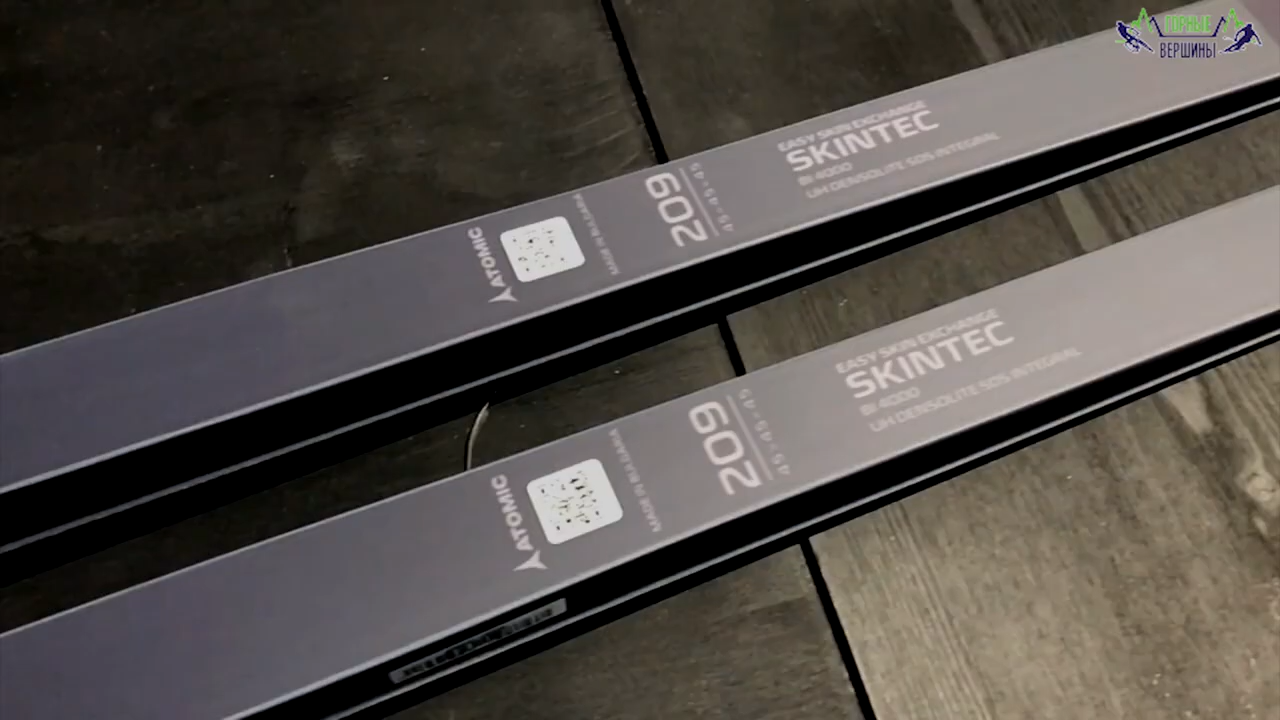 ГОРНЫЕ
ВЕРШИНЫ
EASY SKIN EXCHANGE
SKINTEC
BI 4000
UH DENSOLITE SDS INTEGRAL
209
45-45-45
MADE IN BULGARIA
ATOMIC
EASY SKIN EXCHANGE
SKINTEC
BI 4000
UH DENSOLITE SDS INTEGRAL
209
45-45-45
MADE IN BULGARIA
ATOMIC